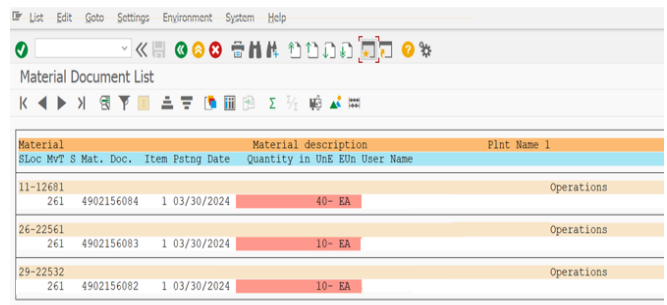 List Edit Goto Settings Environment System Help
Material Document List
Material Material description Plnt Name 1
SLoc MvT S Mat. Doc. Item Pstng Date Quantity in UnE EUn User Name
11-12681 Operations
261 4902156084 1 03/30/2024 40- EA
26-22561 Operations
261 4902156083 1 03/30/2024 10- EA
29-22532 Operations
261 4902156082 1 03/30/2024 10- EA